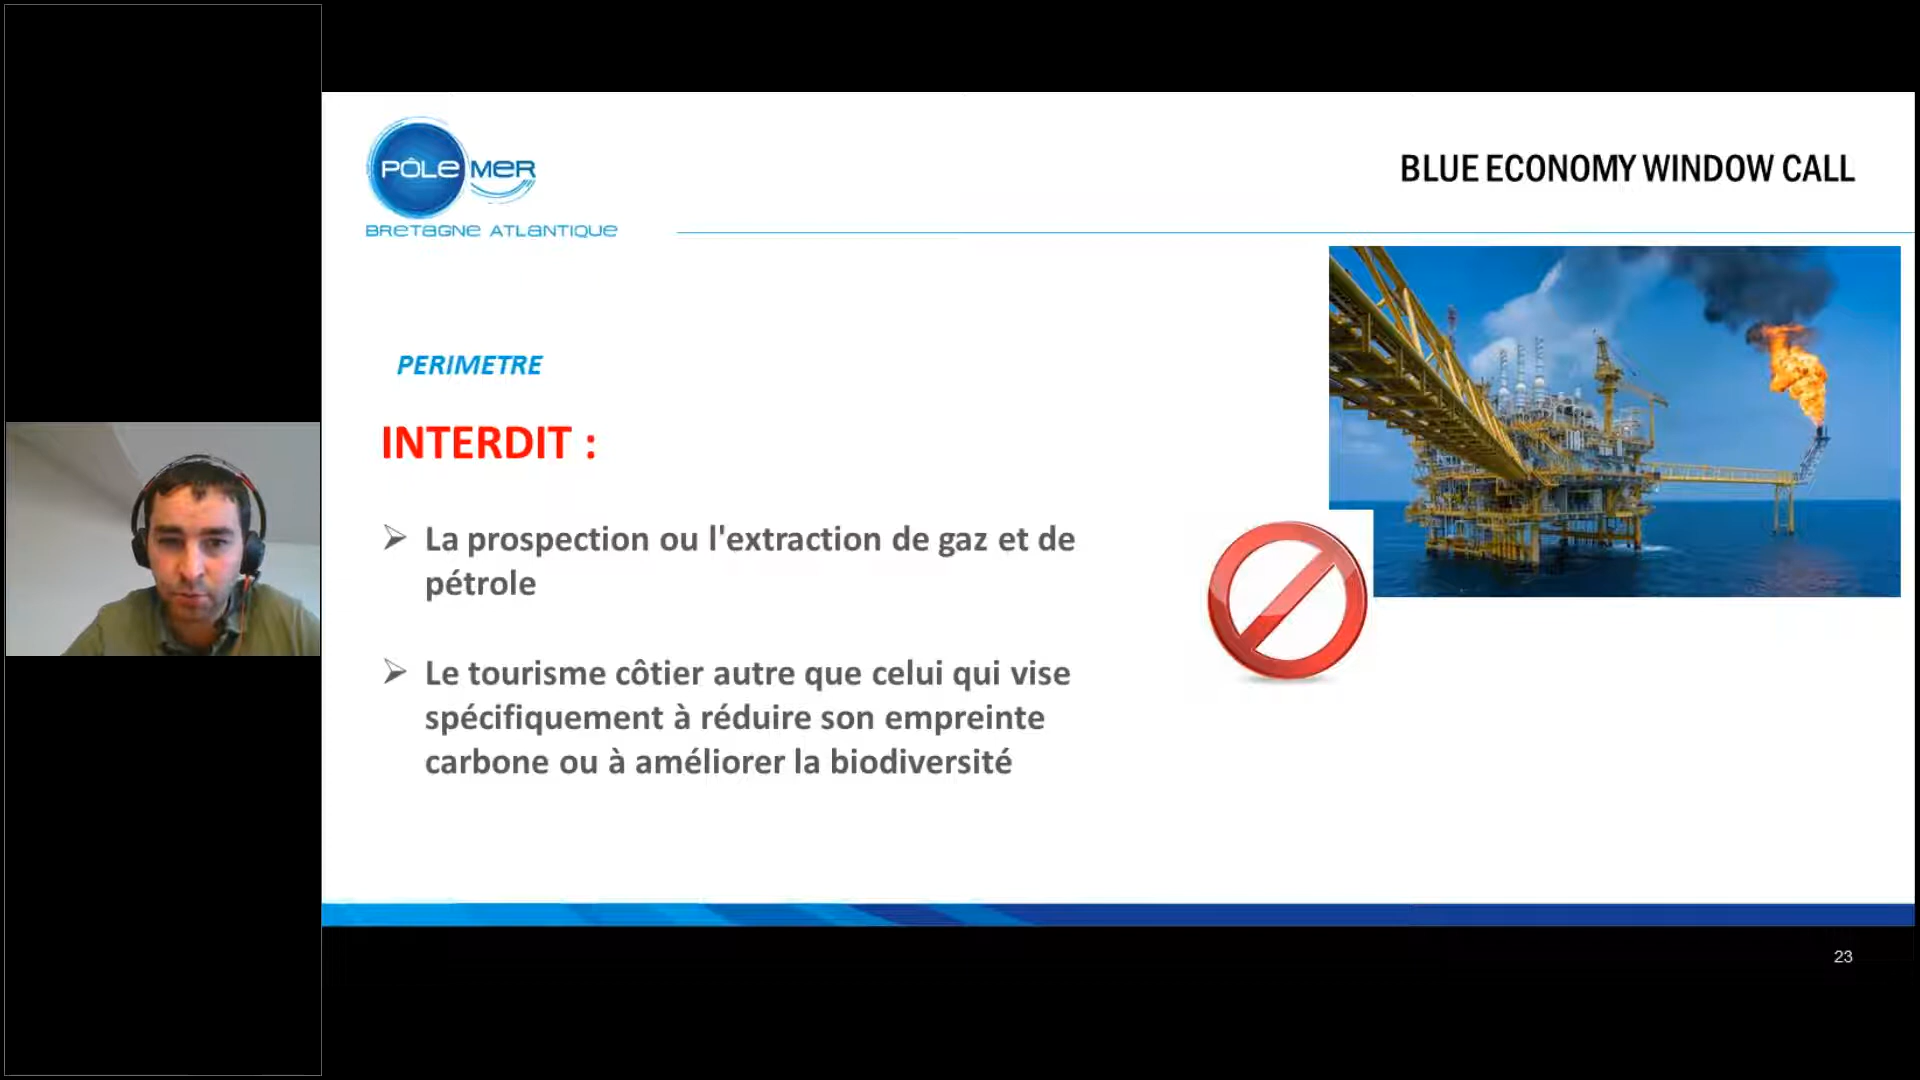 PÔLE MER
BRETAGNE ATLANTIQUE
BLUE ECONOMY WINDOW CALL
PERIMETRE
INTERDIT :
La prospection ou l'extraction de gaz et de
pétrole
Le tourisme côtier autre que celui qui vise
spécifiquement à réduire son empreinte
carbone ou à améliorer la biodiversité
23